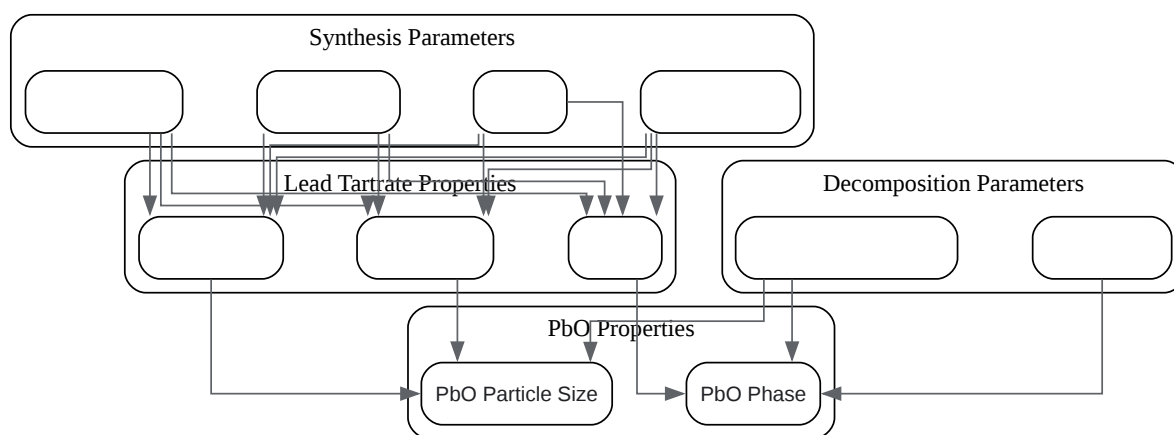 Synthesis Parameters
Lead Tartrate Properties
Decomposition Parameters
PbO Properties
PbO Particle Size
PbO Phase